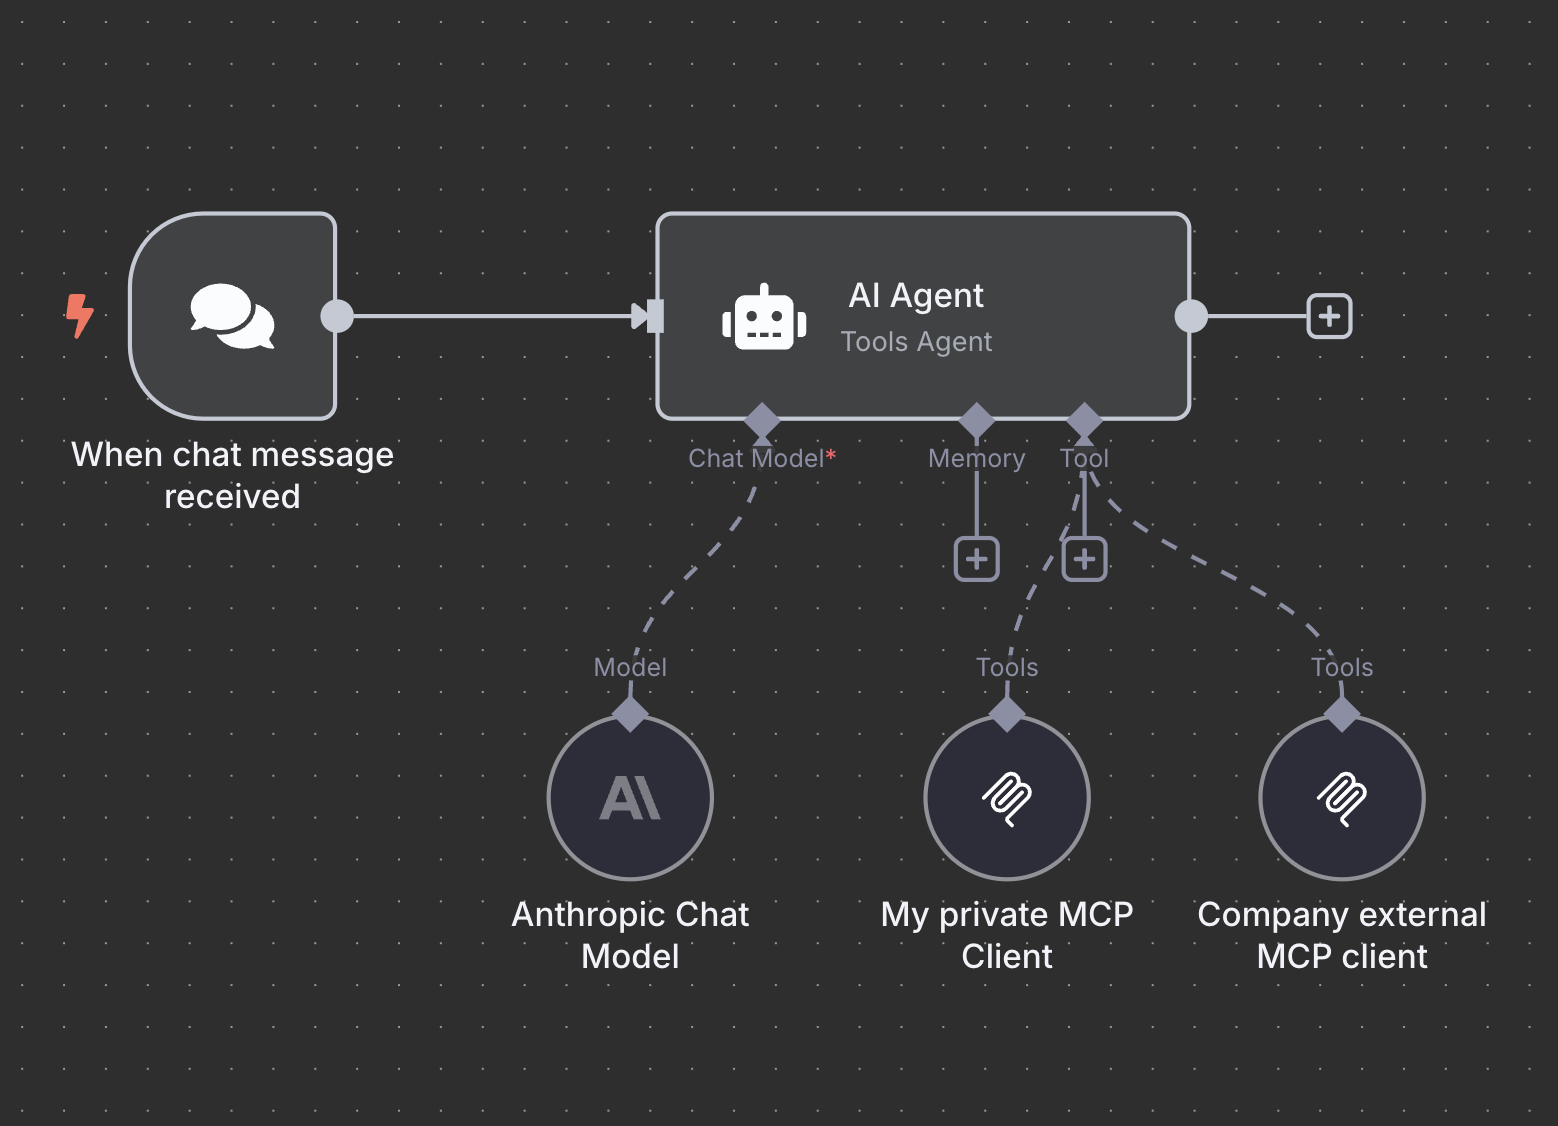 AI Agent
Tools Agent
When chat message
received
Chat Model*
Memory
Tool
Model
Tools
Tools
Anthropic Chat
Model
My private MCP
Client
Company external
MCP client